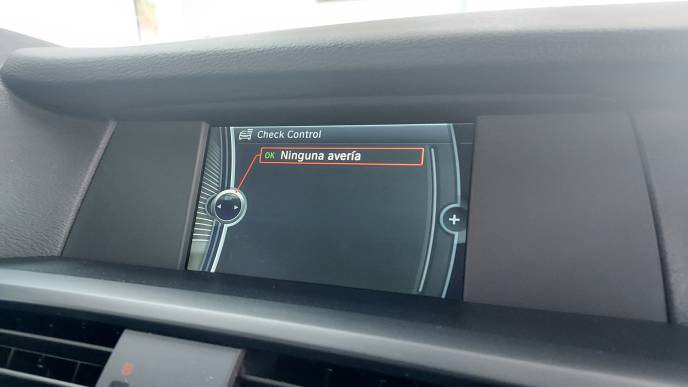 Check Control
OK Ninguna avería
+